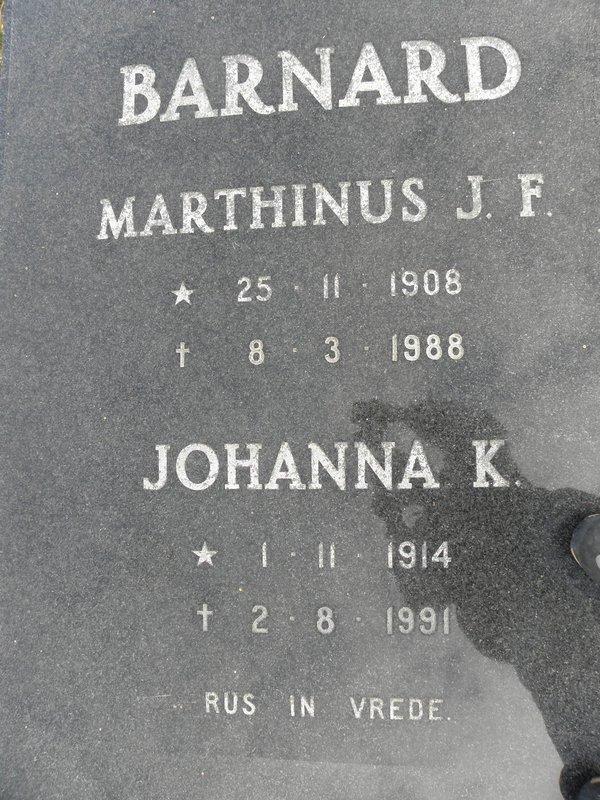 BARNARD
MARTHINUS J. F.
★ 25 · 11 · 1908
† 8 · 3 · 1988
JOHANNA K.
★ 1 · 11 · 1914
† 2 · 8 · 1991
RUS IN VREDE.